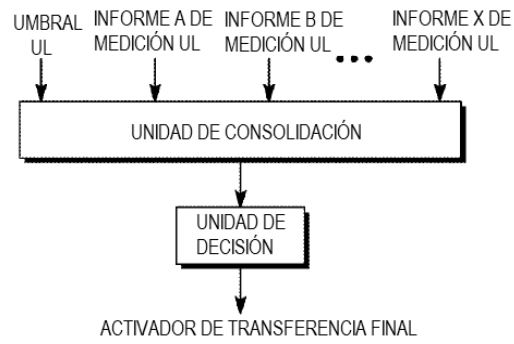 UMBRAL UL
INFORME A DE MEDICIÓN UL
INFORME B DE MEDICIÓN UL
INFORME X DE MEDICIÓN UL
UNIDAD DE CONSOLIDACIÓN
UNIDAD DE
DECISIÓN
ACTIVADOR DE TRANSFERENCIA FINAL